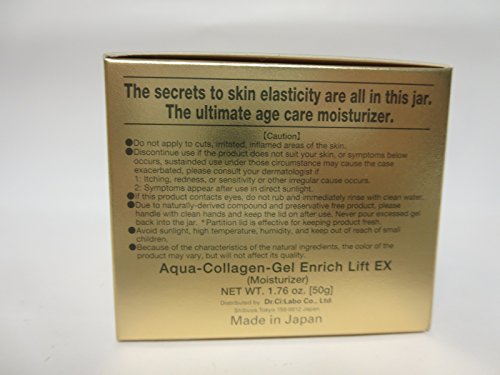 The secrets to skin elasticity are all in this jar.
The ultimate age care moisturizer.
[Caution]
●Do not apply to cuts, irritated, inflamed areas of the skin.
●Discontinue use if the product does not suit your skin, or symptoms below
occurs, sustainded use under those circumstance may cause the case
exacerbated, please consult your dermatologist if
1: Itching, redness, or sensitivity or other irregular cause occurs.
2: Symptoms appear after use in direct sunlight.
●If this product contacts eyes, do not rub and immediately rinse with clean water.
●Due to naturally-derived compound and preservative free product, please
handle with clean hands and keep the lid on after use. Never pour excessed gel
back into the jar. *Partition lid is effective for keeping product fresh.
●Avoid sunlight, high temperature, humidity, and keep out of reach of small
children.
●Because of the characteristics of the natural ingredients, the color of the
product may vary, but will not affect its quality.
Aqua-Collagen-Gel Enrich Lift EX
(Moisturizer)
NET WT. 1.76 oz. [50g]
Distributed by Dr.Ci:Labo Co., Ltd.
Shibuya, Tokyo 150-0012 Japan
Made in Japan